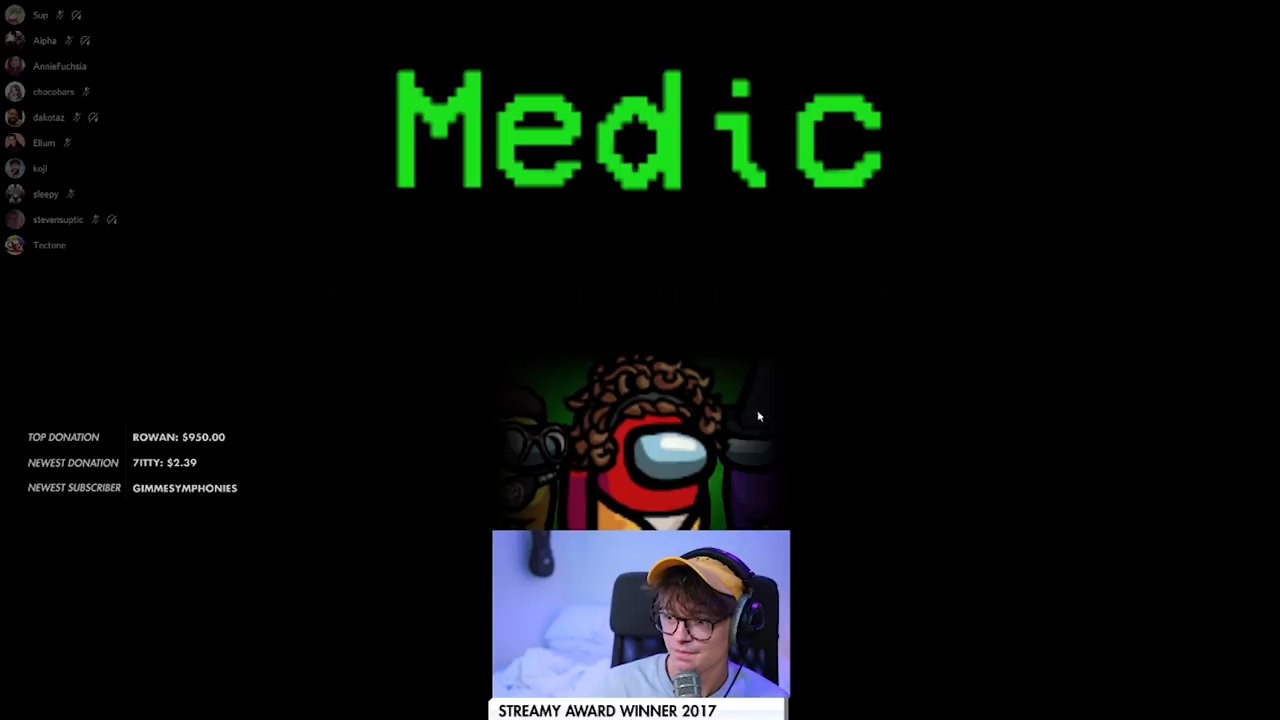 5up
Alpha
AnnieFuchsia
chocobars
dakotaz
Ellum
koji
sleepy
stevensuptic
Tectone
Medic
TOP DONATION ROWAN: $950.00
NEWEST DONATION 7ITTY: $2.39
NEWEST SUBSCRIBER GIMMESYMPHONIES
STREAMY AWARD WINNER 2017